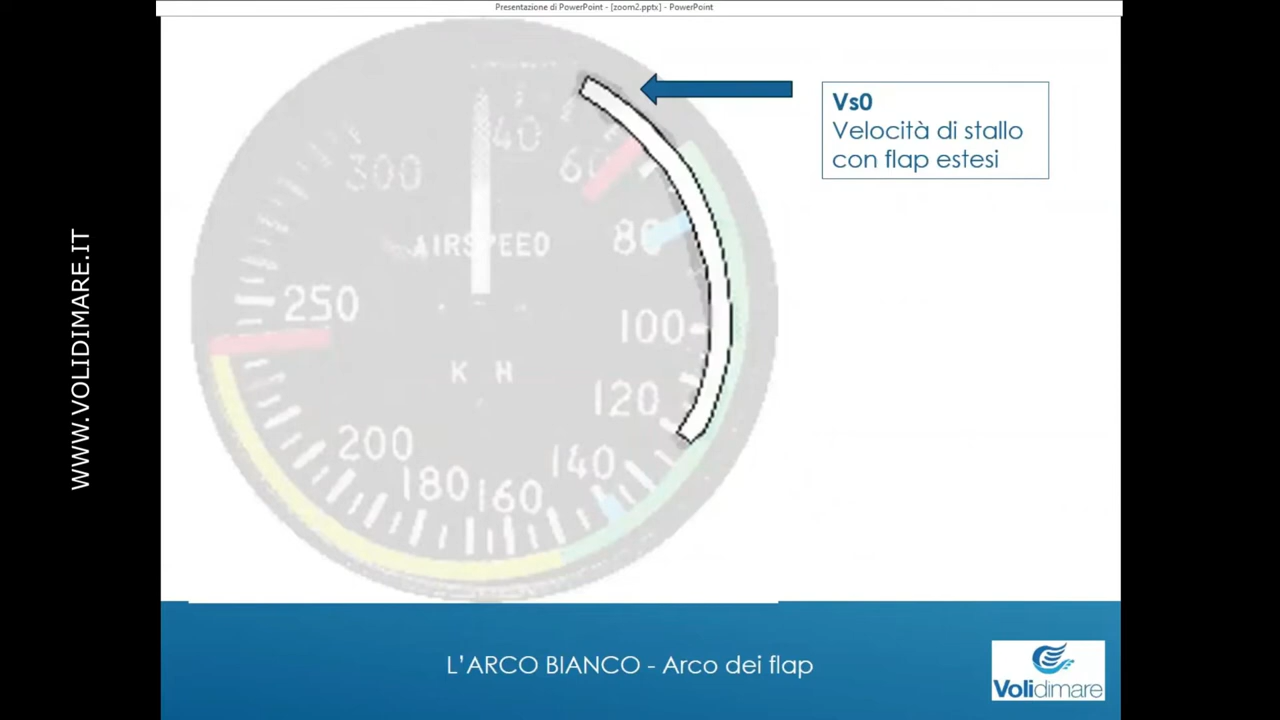 Presentazione di PowerPoint - [zoom2.pptx] - PowerPoint
WWW.VOLIDIMARE.IT
Vs0
Velocità di stallo
con flap estesi
40
60
80
100
120
140
160
180
200
250
300
AIRSPEED
K H
L'ARCO BIANCO - Arco dei flap
Volidimare